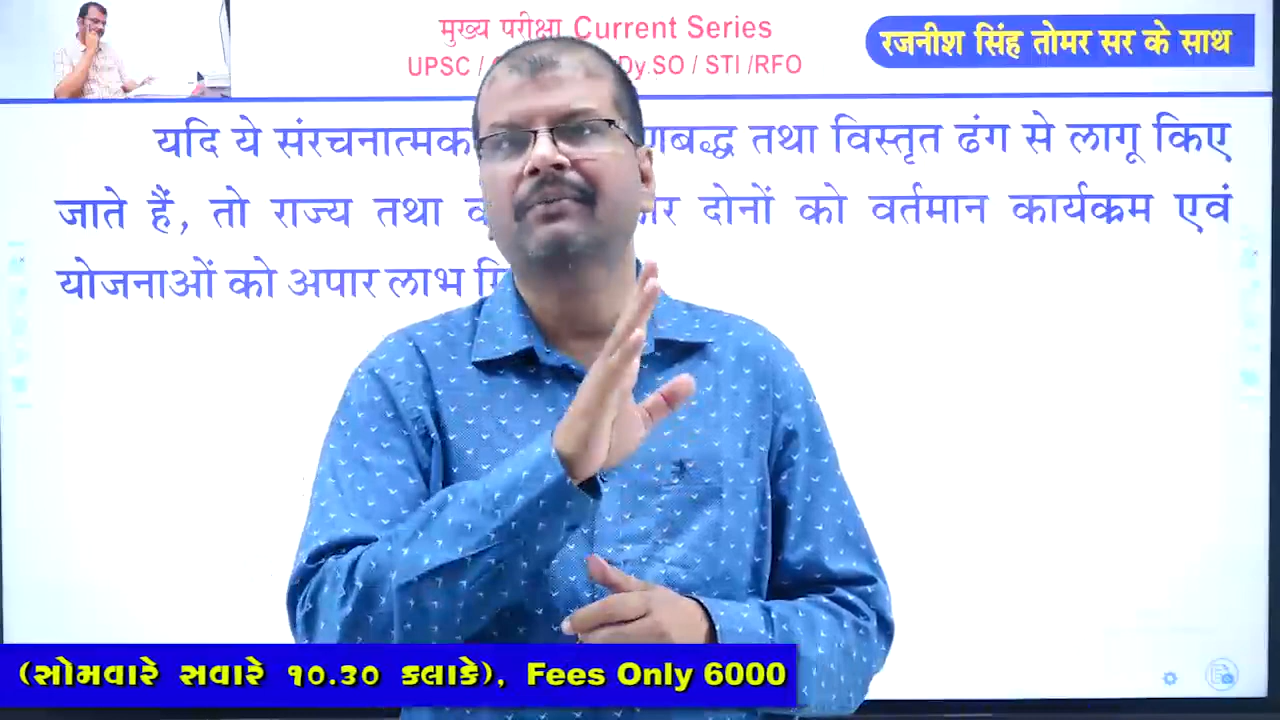 मुख्य परीक्षा Current Series
UPSC / Dy.SO / STI /RFO
रजनीश सिंह तोमर सर के साथ
यदि ये संरचनात्मक तथा विस्तृत ढंग से लागू किए
जाते हैं, तो राज्य तथा दोनों को वर्तमान कार्यक्रम एवं
योजनाओं को अपार लाभ
(સોમવારે સવારે ૧૦.૩૦ કલાકે), Fees Only 6000